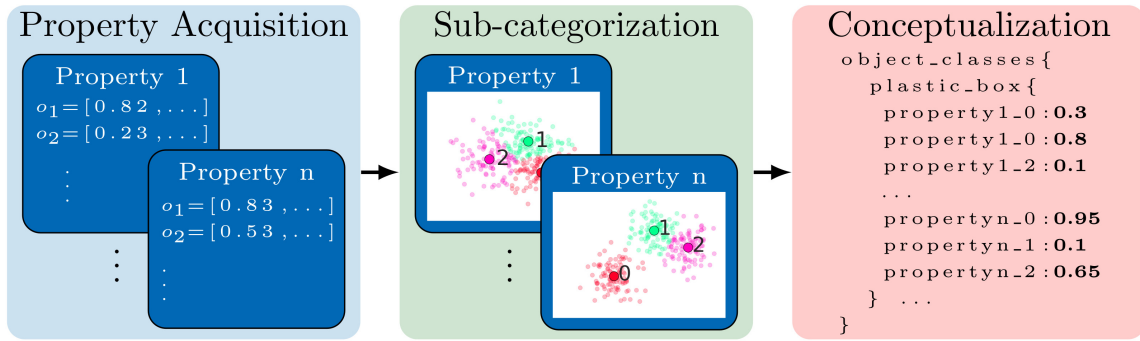 Property Acquisition
Property 1
o1=[0.82,...]
o2=[0.23,...]
.
.
.
Property n
o1=[0.83,...]
o2=[0.53,...]
.
.
.
⋮
Sub-categorization
Property 1
1
2
Property n
1
2
0
⋮
Conceptualization
object_classes{
plastic_box{
property1_0:0.3
property1_0:0.8
property1_2:0.1
...
propertyn_0:0.95
propertyn_1:0.1
propertyn_2:0.65
} ...
}